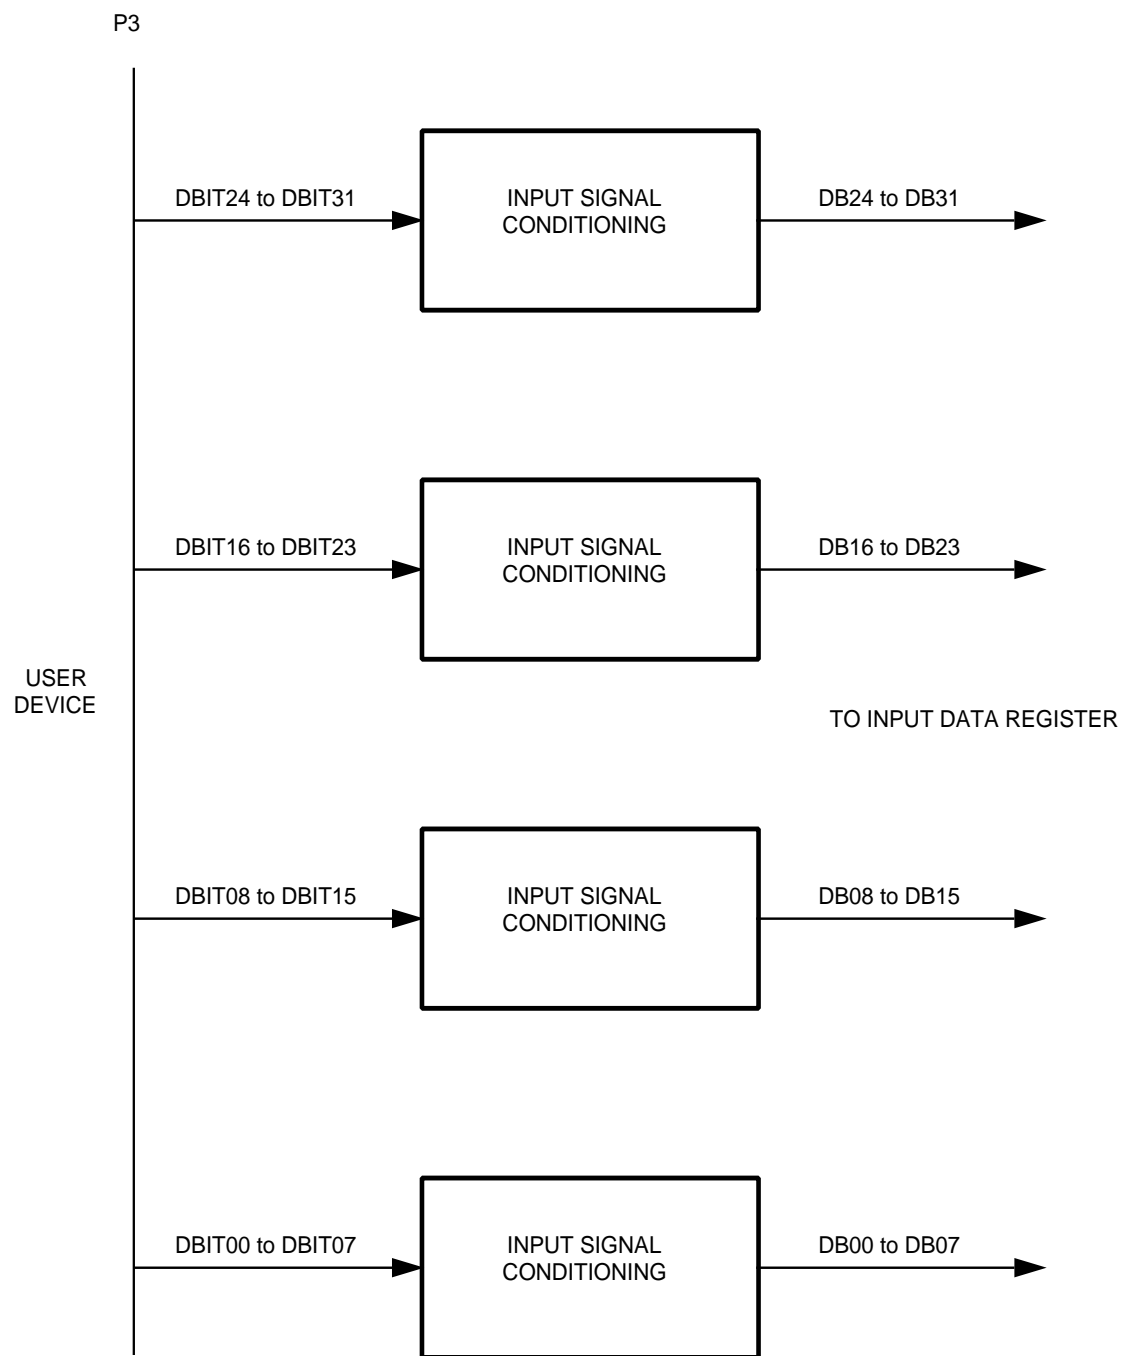 P3
DBIT24 to DBIT31
INPUT SIGNAL
CONDITIONING
DB24 to DB31
DBIT16 to DBIT23
INPUT SIGNAL
CONDITIONING
DB16 to DB23
USER
DEVICE
TO INPUT DATA REGISTER
DBIT08 to DBIT15
INPUT SIGNAL
CONDITIONING
DB08 to DB15
DBIT00 to DBIT07
INPUT SIGNAL
CONDITIONING
DB00 to DB07